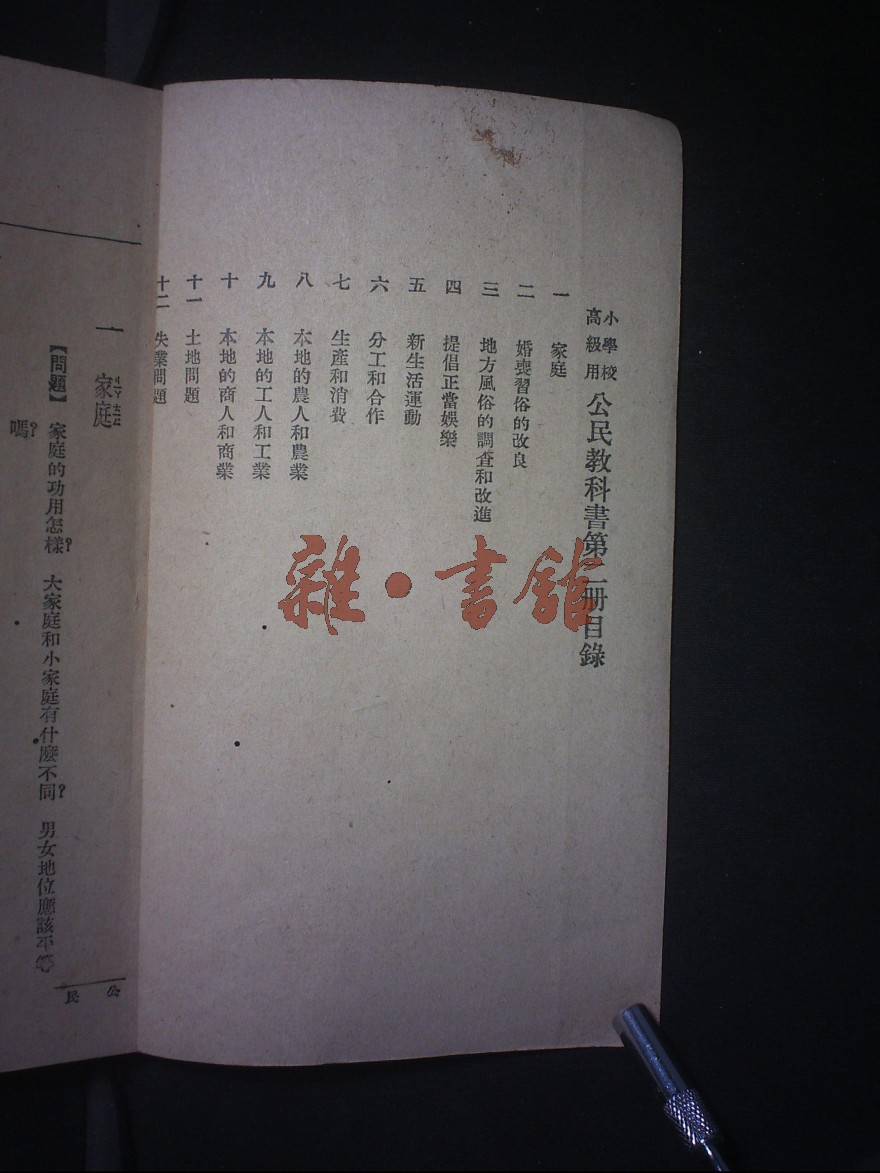 小學校高級用 公民教科書第二冊目錄
一 家庭
二 婚喪習俗的改良
三 地方風俗的調查和改進
四 提倡正當娛樂
五 新生活運動
六 分工和合作
七 生產和消費
八 本地的農人和農業
九 本地的工人和工業
十 本地的商人和商業
十一 土地問題
十二 失業問題
雜·書館
一 家庭
【問題】 家庭的功用怎樣? 大家庭和小家庭有什麼不同? 男女地位應該平等
嗎?
公民